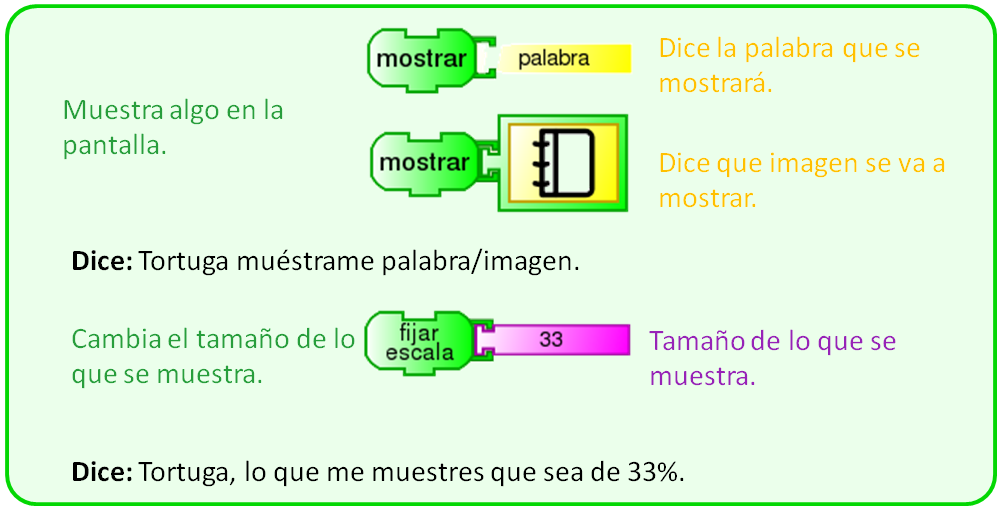 mostrar palabra
Dice la palabra que se
mostrará.
Muestra algo en la
pantalla.
mostrar
Dice que imagen se va a
mostrar.
Dice: Tortuga muéstrame palabra/imagen.
Cambia el tamaño de lo
que se muestra.
fijar
escala
33
Tamaño de lo que se
muestra.
Dice: Tortuga, lo que me muestres que sea de 33%.